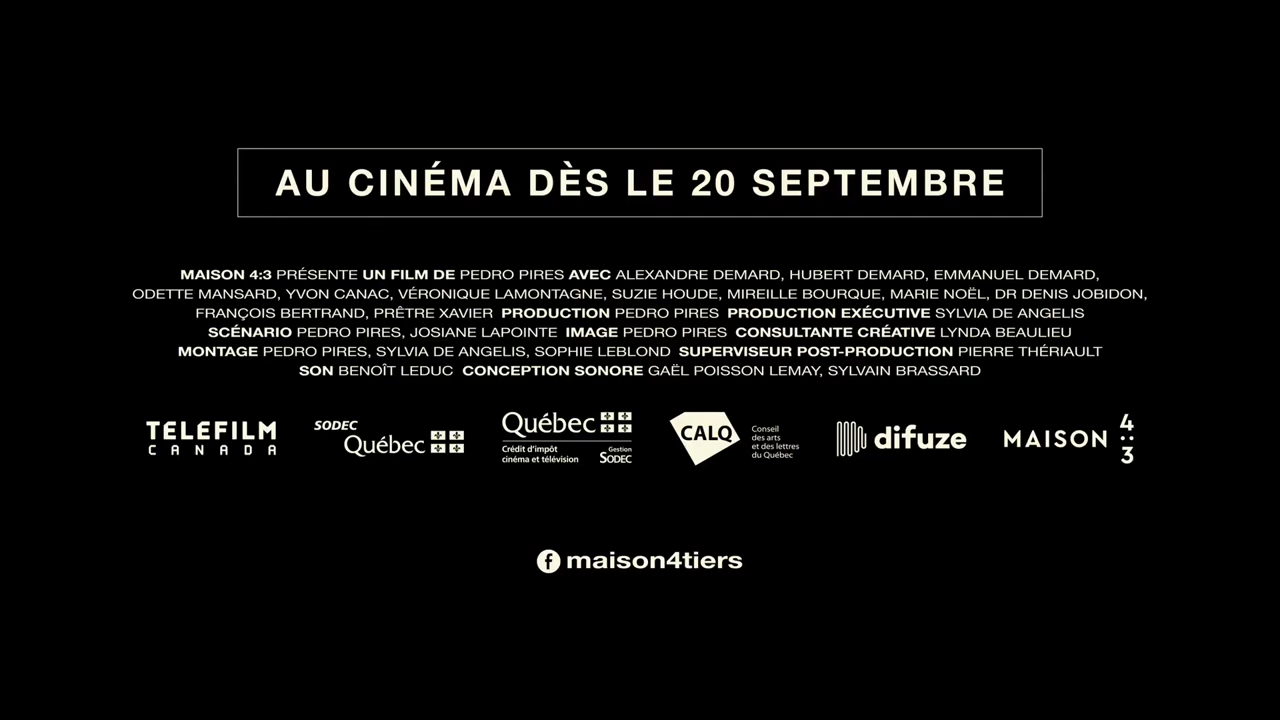 AU CINÉMA DÈS LE 20 SEPTEMBRE
MAISON 4:3 PRÉSENTE UN FILM DE PEDRO PIRES AVEC ALEXANDRE DEMARD, HUBERT DEMARD, EMMANUEL DEMARD,
ODETTE MANSARD, YVON CANAC, VÉRONIQUE LAMONTAGNE, SUZIE HOUDE, MIREILLE BOURQUE, MARIE NOËL, DR DENIS JOBIDON,
FRANÇOIS BERTRAND, PRÊTRE XAVIER PRODUCTION PEDRO PIRES PRODUCTION EXÉCUTIVE SYLVIA DE ANGELIS
SCÉNARIO PEDRO PIRES, JOSIANE LAPOINTE IMAGE PEDRO PIRES CONSULTANTE CRÉATIVE LYNDA BEAULIEU
MONTAGE PEDRO PIRES, SYLVIA DE ANGELIS, SOPHIE LEBLOND SUPERVISEUR POST-PRODUCTION PIERRE THÉRIAULT
SON BENOÎT LEDUC CONCEPTION SONORE GAËL POISSON LEMAY, SYLVAIN BRASSARD
TELEFILM
CANADA
SODEC
Québec
Québec
Crédit d'impôt
cinéma et télévision
Gestion
SODEC
CALQ
Conseil
des arts
et des lettres
du Québec
difuze
MAISON 4:3
maison4tiers